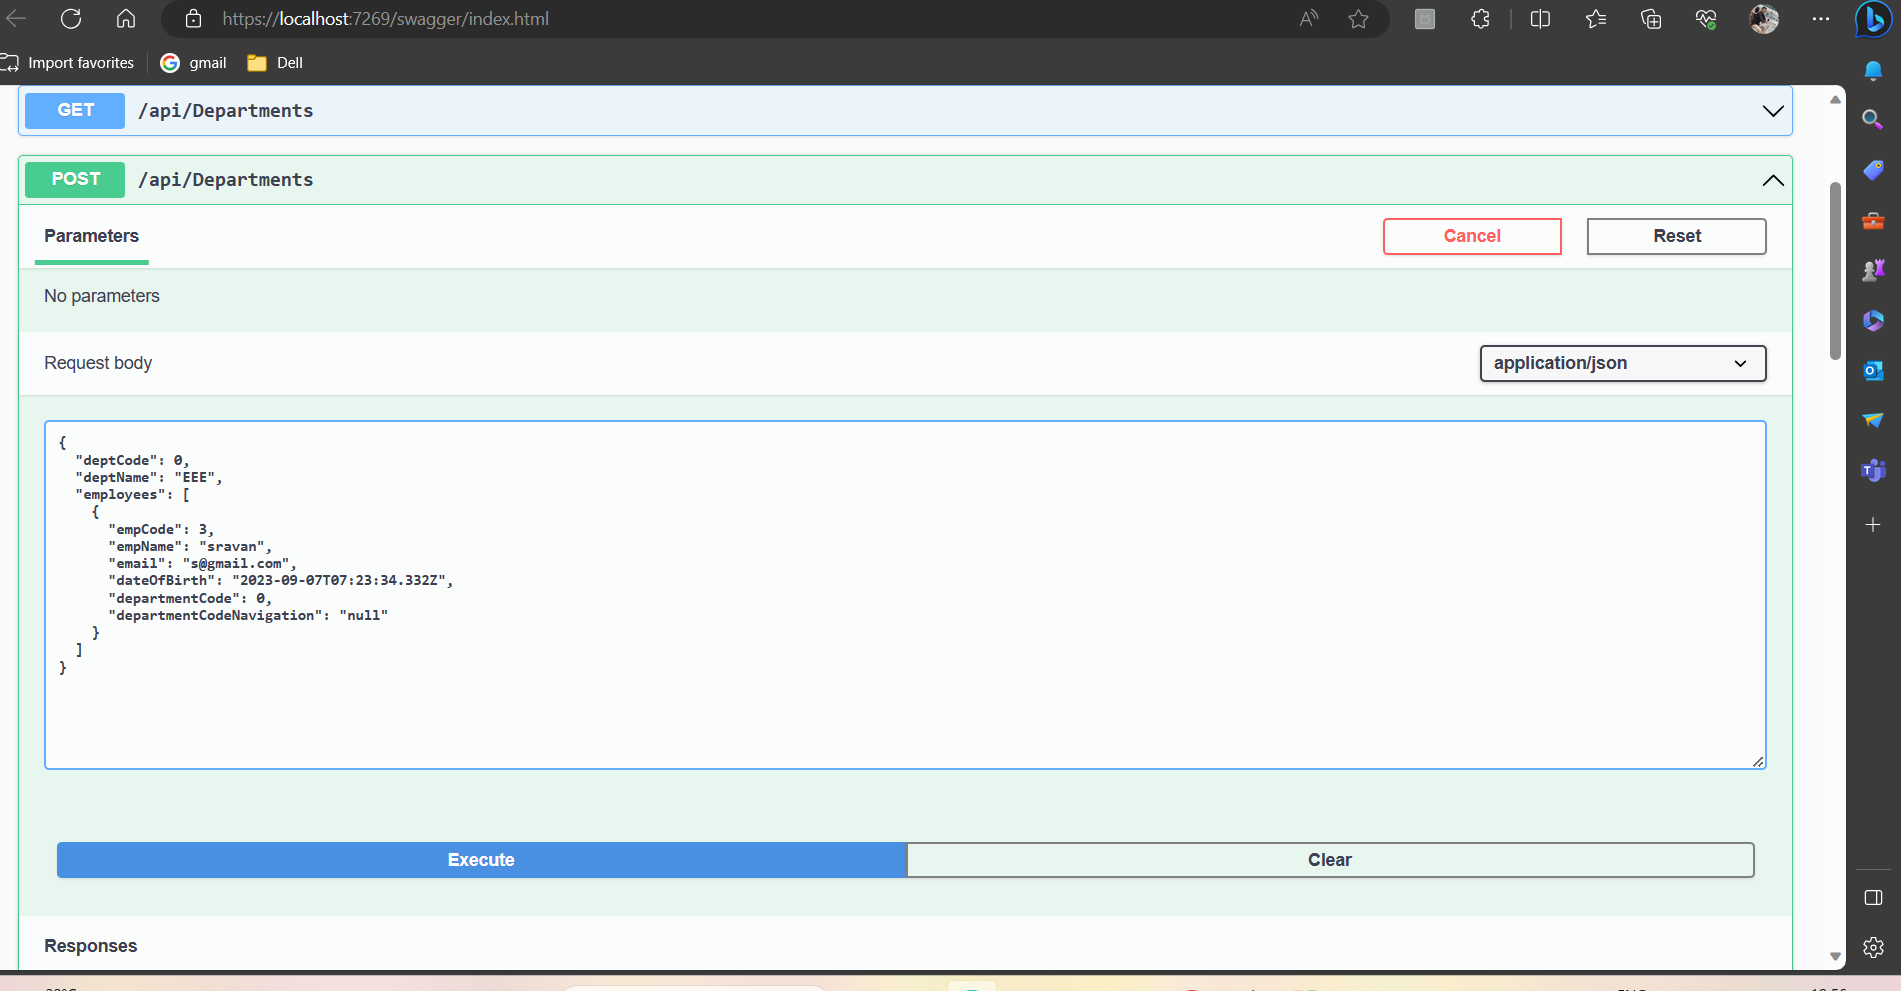 https://localhost:7269/swagger/index.html
Import favorites
gmail
Dell
GET /api/Departments
POST /api/Departments
Parameters
Cancel
Reset
No parameters
Request body
application/json
{
"deptCode": 0,
"deptName": "EEE",
"employees": [
{
"empCode": 3,
"empName": "sravan",
"email": "s@gmail.com",
"dateOfBirth": "2023-09-07T07:23:34.332Z",
"departmentCode": 0,
"departmentCodeNavigation": "null"
}
]
}
Execute
Clear
Responses